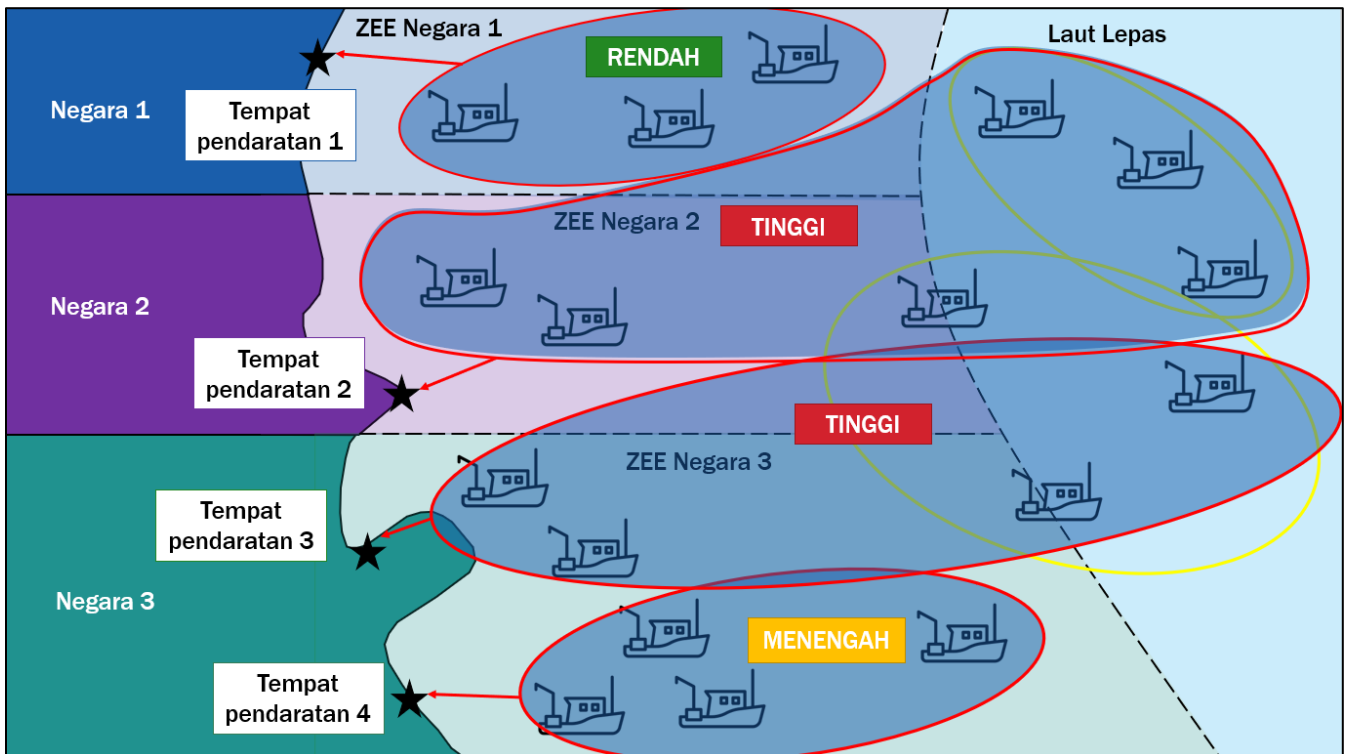 ZEE Negara 1
Laut Lepas
RENDAH
Negara 1
Tempat
pendaratan 1
ZEE Negara 2
TINGGI
Negara 2
Tempat
pendaratan 2
TINGGI
ZEE Negara 3
Tempat
pendaratan 3
Negara 3
MENENGAH
Tempat
pendaratan 4